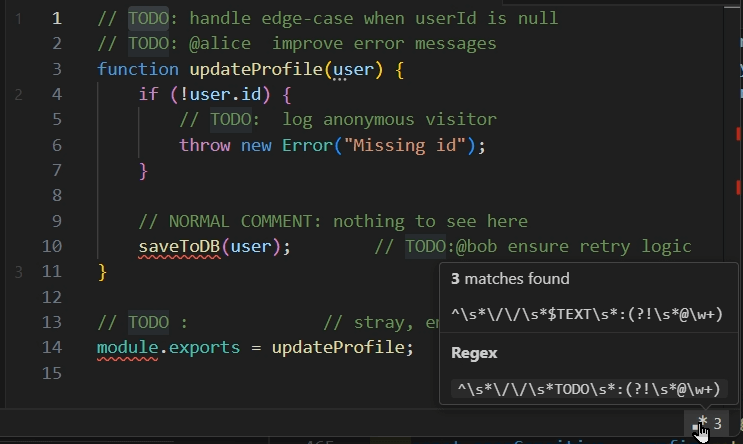 1 1 // TODO: handle edge-case when userId is null
2 // TODO: @alice  improve error messages
3 function updateProfile(user) {
2 4     if (!user.id) {
5         // TODO:  log anonymous visitor
6         throw new Error("Missing id");
7     }
8
9     // NORMAL COMMENT: nothing to see here
10     saveToDB(user);        // TODO:@bob ensure retry logic
3 11 }
12
3 matches found
^\s*\/\/\s*$TEXT\s*:(?!\s*@\w+)
13 // TODO :             // stray,
Regex
14 module.exports = updateProfile;
^\s*\/\/\s*TODO\s*:(?!\s*@\w+)
15
.* 3